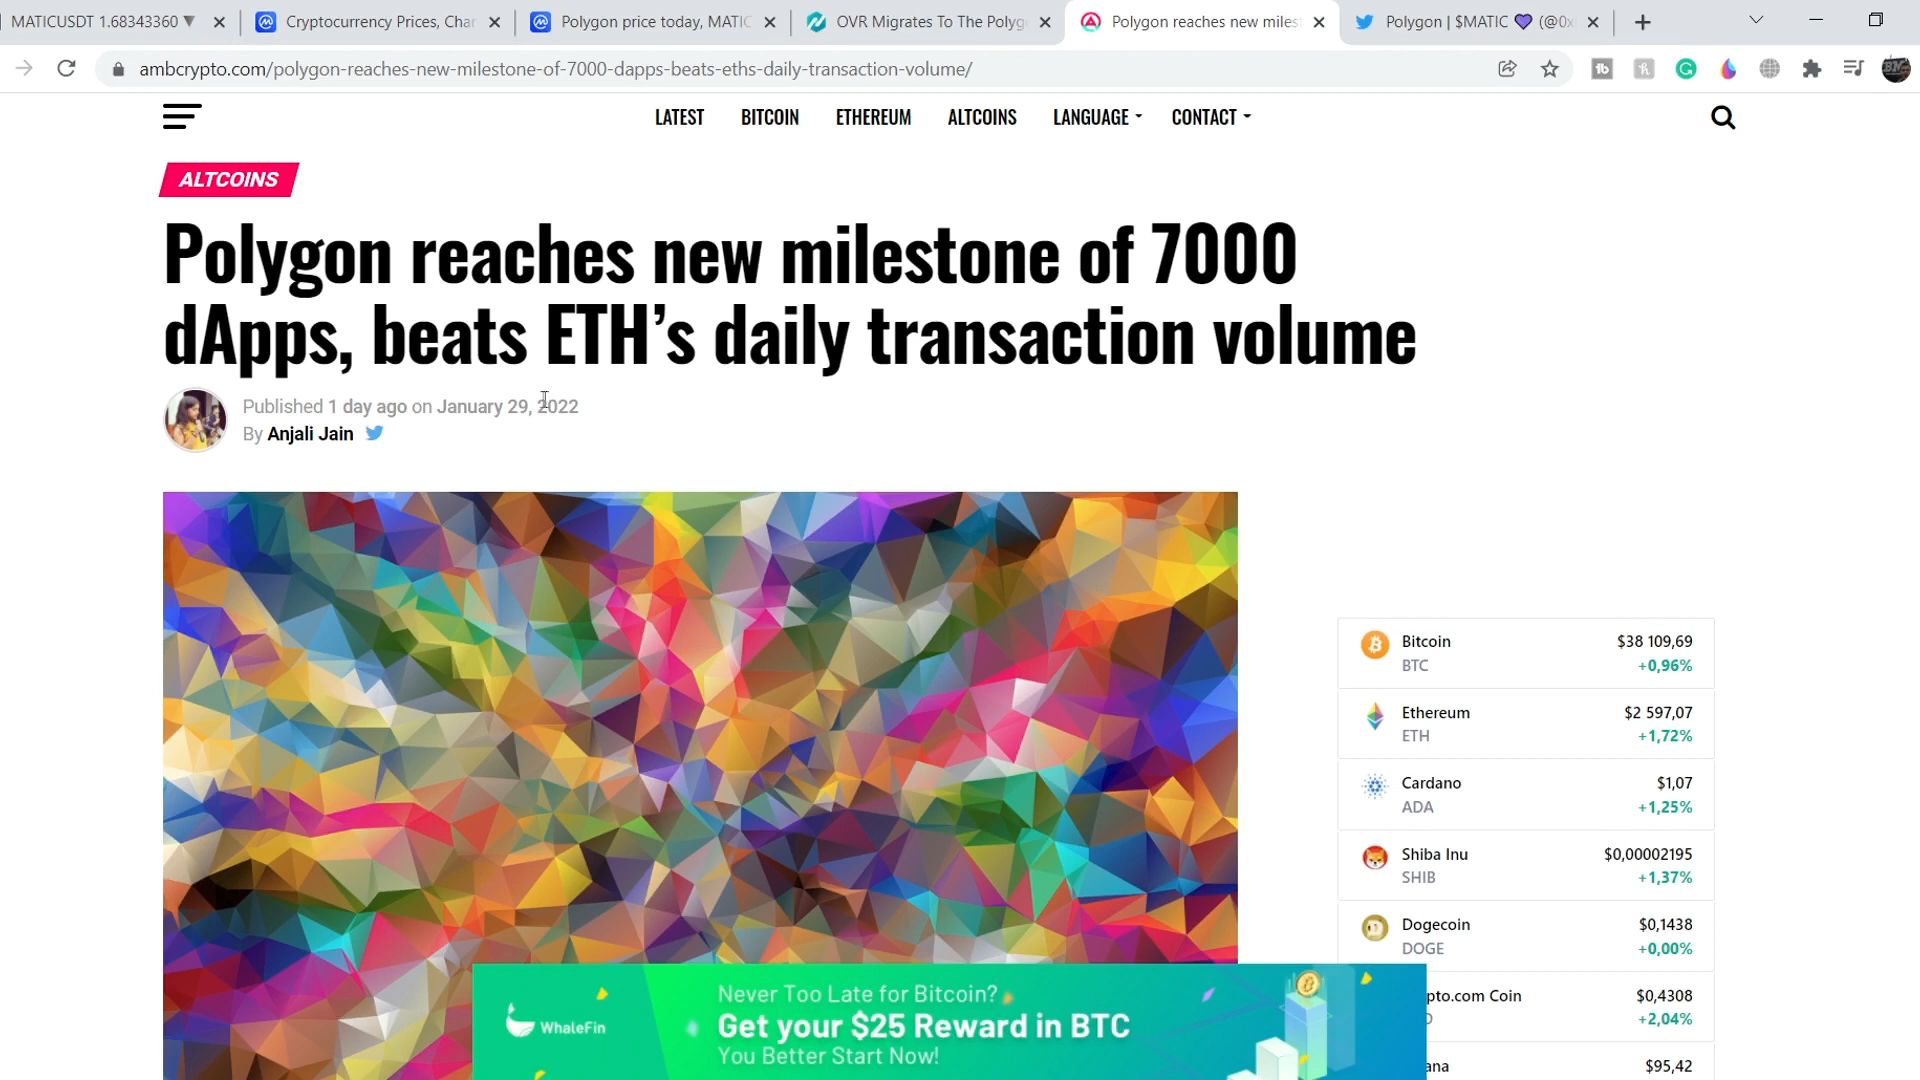 MATICUSDT 1.68343360 ▼
Cryptocurrency Prices, Char
Polygon price today, MATIC
OVR Migrates To The Polyg
Polygon reaches new miles
Polygon | $MATIC 💜 (@0x
ambcrypto.com/polygon-reaches-new-milestone-of-7000-dapps-beats-eths-daily-transaction-volume/
LATEST BITCOIN ETHEREUM ALTCOINS LANGUAGE CONTACT
ALTCOINS
Polygon reaches new milestone of 7000
dApps, beats ETH’s daily transaction volume
Published 1 day ago on January 29, 2022
By Anjali Jain
Bitcoin $38 109,69
BTC +0,96%
Ethereum $2 597,07
ETH +1,72%
Cardano $1,07
ADA +1,25%
Shiba Inu $0,00002195
SHIB +1,37%
Dogecoin $0,1438
DOGE +0,00%
pto.com Coin $0,4308
O +2,04%
ana $95,42
WhaleFin
Never Too Late for Bitcoin?
Get your $25 Reward in BTC
You Better Start Now!